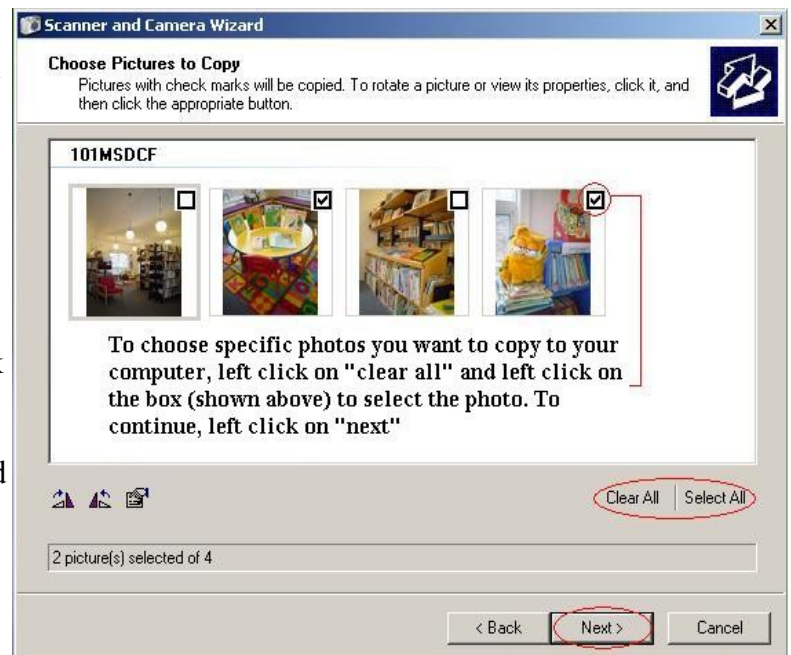 Scanner and Camera Wizard
Choose Pictures to Copy
Pictures with check marks will be copied. To rotate a picture or view its properties, click it, and
then click the appropriate button.
101MSDCF
To choose specific photos you want to copy to your
computer, left click on "clear all" and left click on
the box (shown above) to select the photo. To
continue, left click on "next"
Clear All | Select All
2 picture(s) selected of 4
< Back Next > Cancel